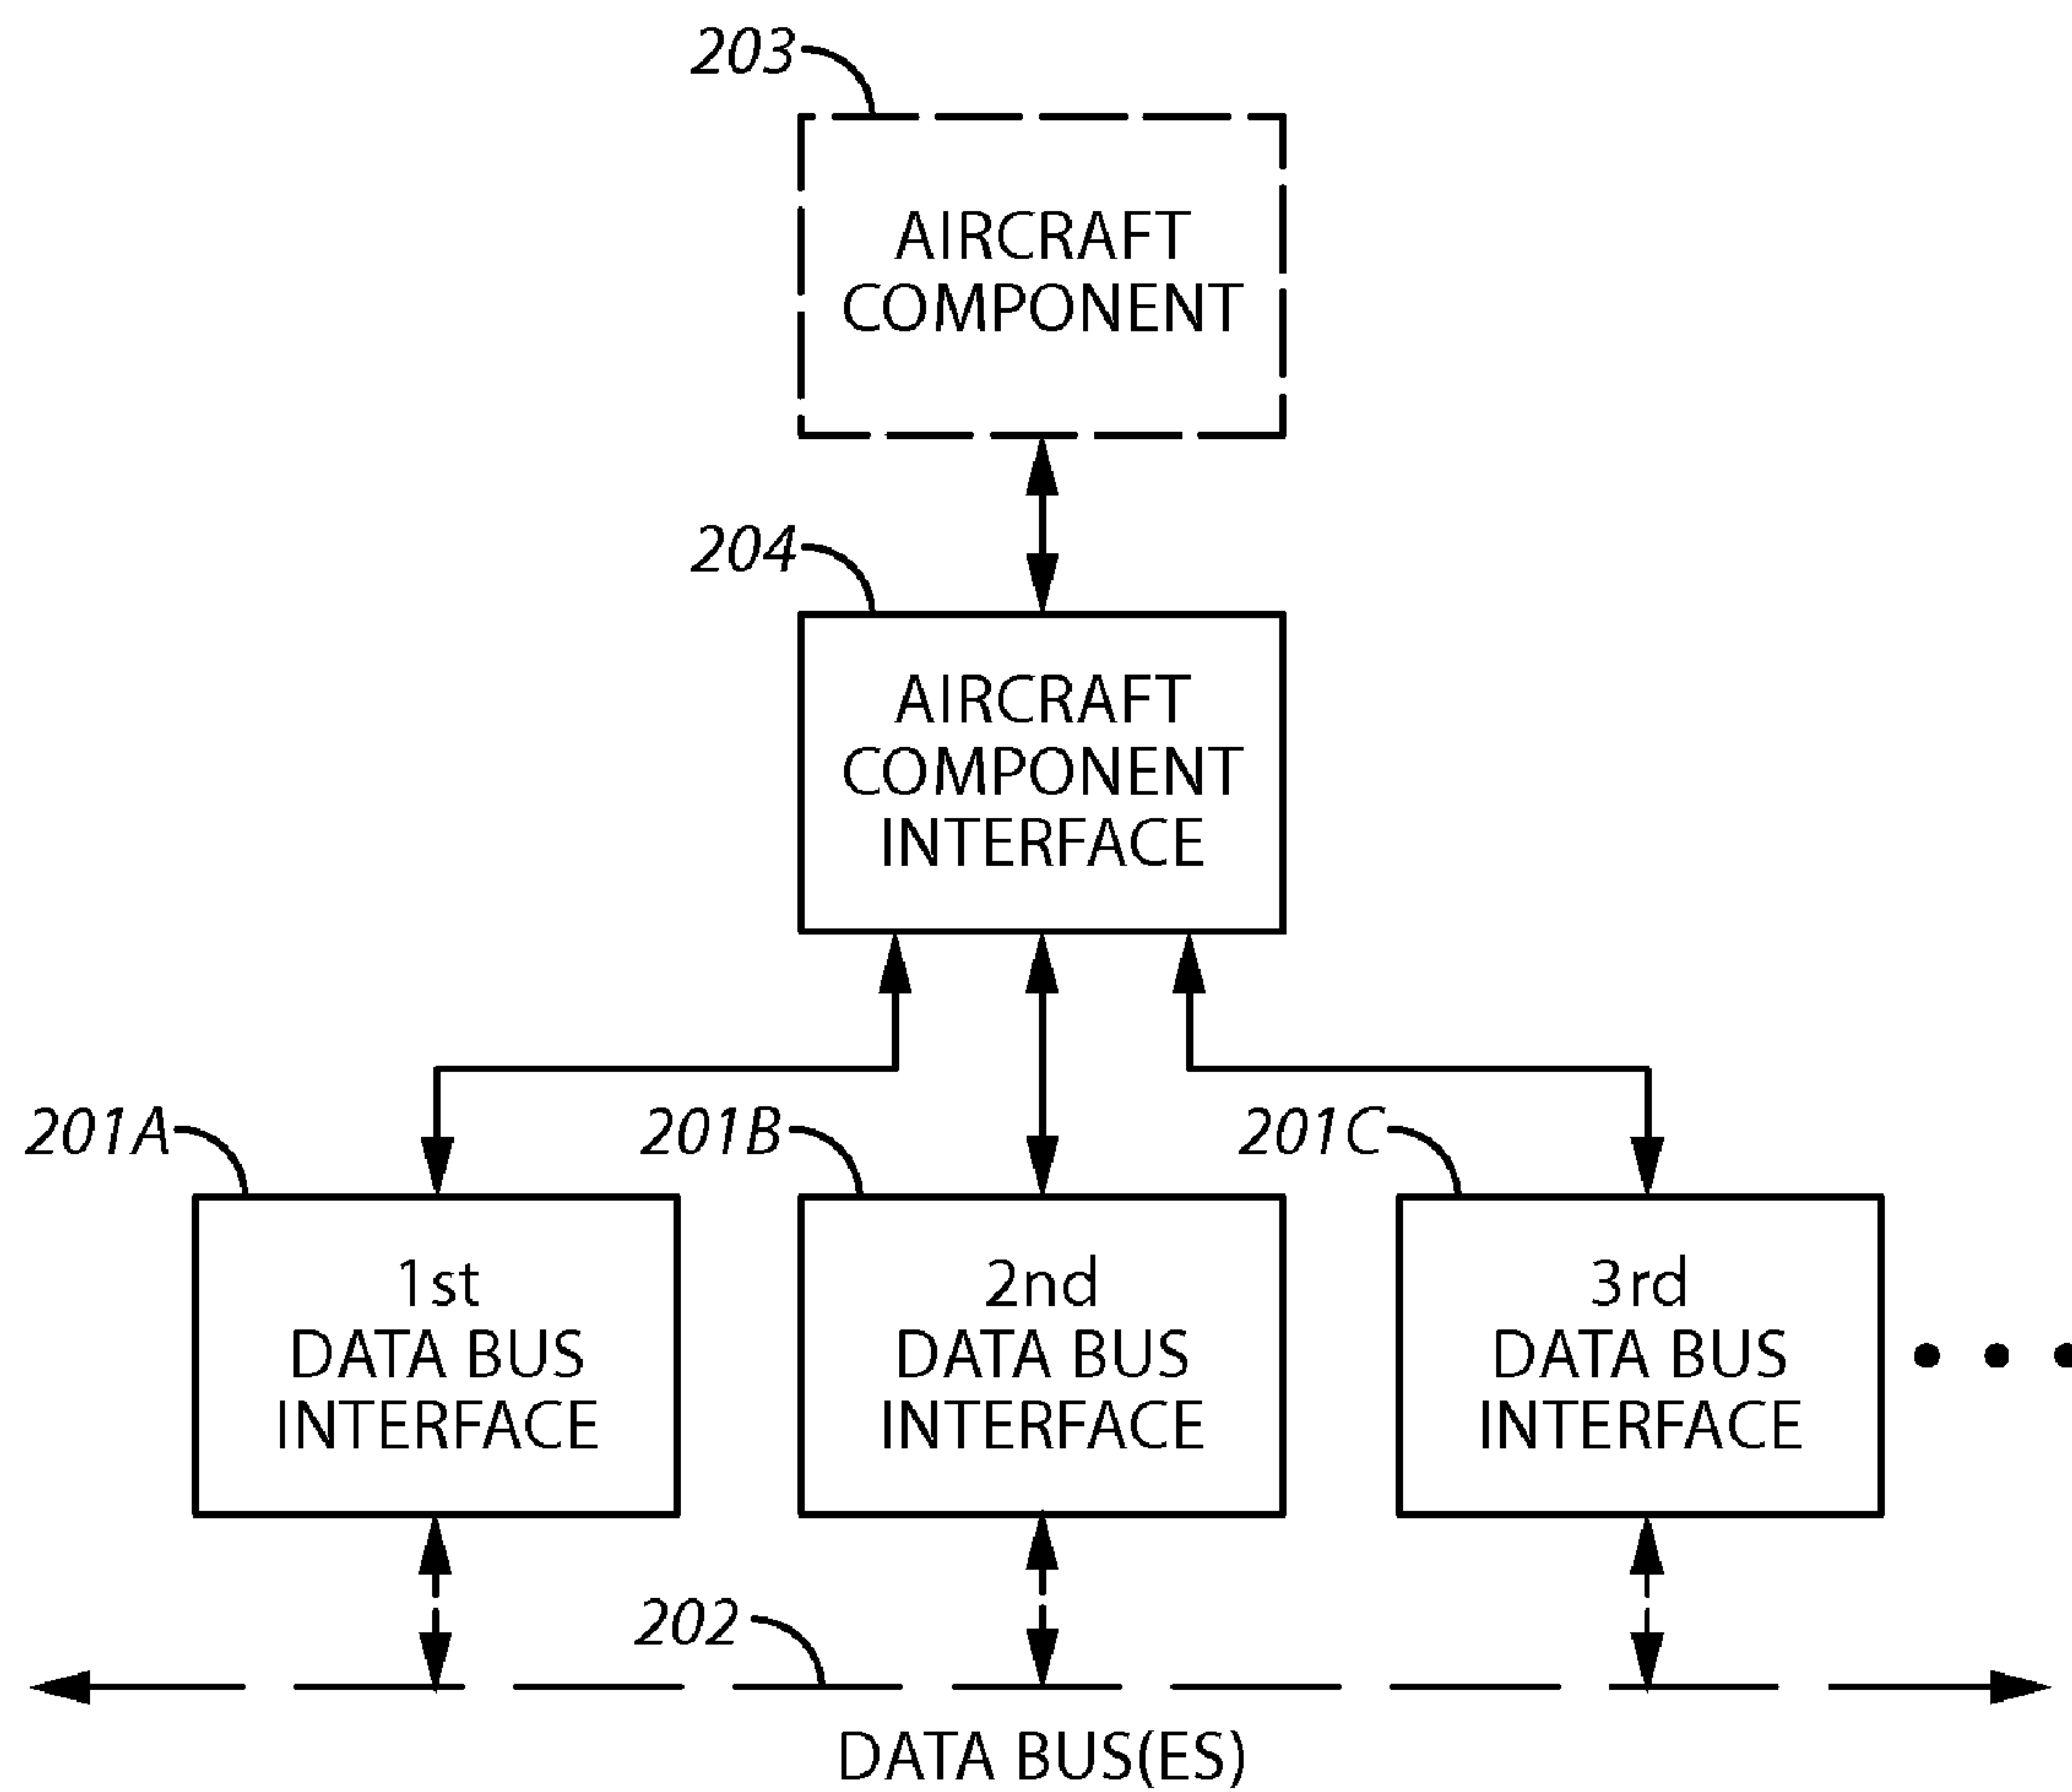 203
AIRCRAFT
COMPONENT
204
AIRCRAFT
COMPONENT
INTERFACE
201A
201B
201C
1st
DATA BUS
INTERFACE
2nd
DATA BUS
INTERFACE
3rd
DATA BUS
INTERFACE
202
DATA BUS(ES)